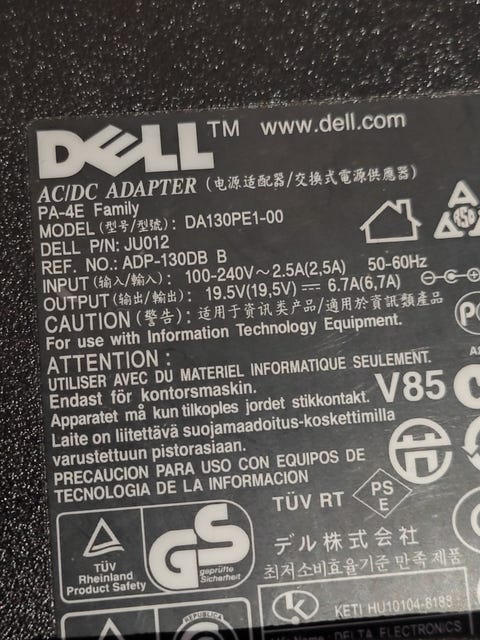 DELL™ www.dell.com
AC/DC ADAPTER (电源适配器/交換式電源供應器)
PA-4E Family
MODEL (型号/型號): DA130PE1-00
DELL P/N: JU012
REF. NO.: ADP-130DB B
INPUT (输入/輸入): 100-240V～2.5A(2,5A) 50-60Hz
OUTPUT (输出/輸出): 19.5V(19,5V) ⎓ 6.7A(6,7A)
CAUTION (警告): 适用于资讯类产品/適用於資訊類產品
For use with Information Technology Equipment.
ATTENTION :
UTILISER AVEC DU MATERIEL INFORMATIQUE SEULEMENT.
Endast för kontorsmaskin.
Apparatet må kun tilkoples jordet stikkontakt.
Laite on liitettävä suojamaadoitus-koskettimilla
varustettuun pistorasiaan.
PRECAUCION PARA USO CON EQUIPOS DE
TECNOLOGIA DE LA INFORMACION
V85
TÜV RT
PS
E
TÜV
Rheinland
Product Safety
GS
geprüfte
Sicherheit
デル株式会社
최저소비효율기준 만족 제품
KETI HU10104-8188
DELTA ELECTRONICS